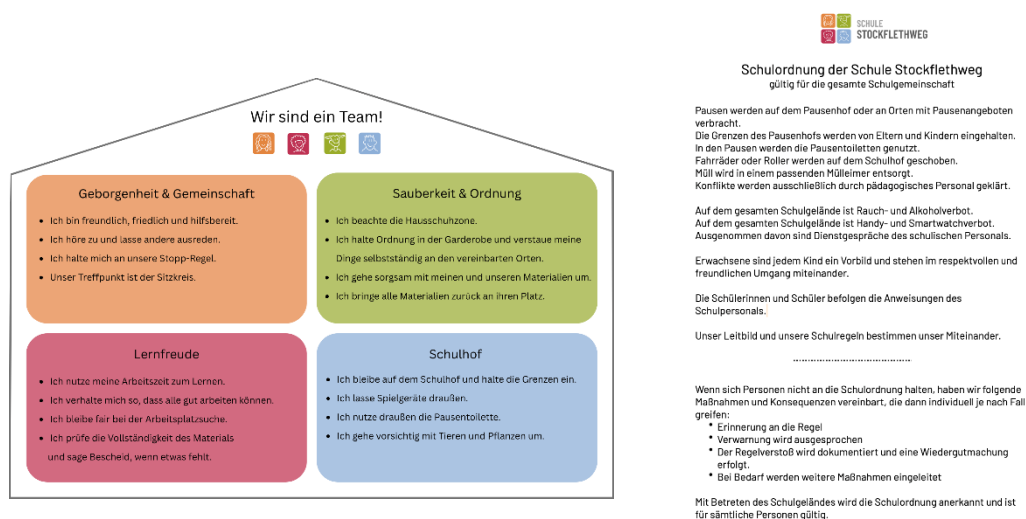 Wir sind ein Team!
Geborgenheit & Gemeinschaft
• Ich bin freundlich, friedlich und hilfsbereit.
• Ich höre zu und lasse andere ausreden.
• Ich halte mich an unsere Stopp-Regel.
• Unser Treffpunkt ist der Sitzkreis.
Sauberkeit & Ordnung
• Ich beachte die Hausschuhzone.
• Ich halte Ordnung in der Garderobe und verstaue meine
Dinge selbstständig an den vereinbarten Orten.
• Ich gehe sorgsam mit meinen und unseren Materialien um.
• Ich bringe alle Materialien zurück an ihren Platz.
Lernfreude
• Ich nutze meine Arbeitszeit zum Lernen.
• Ich verhalte mich so, dass alle gut arbeiten können.
• Ich bleibe fair bei der Arbeitsplatzsuche.
• Ich prüfe die Vollständigkeit des Materials
und sage Bescheid, wenn etwas fehlt.
Schulhof
• Ich bleibe auf dem Schulhof und halte die Grenzen ein.
• Ich lasse Spielgeräte draußen.
• Ich nutze draußen die Pausentoilette.
• Ich gehe vorsichtig mit Tieren und Pflanzen um.
SCHULE
STOCKFLETHWEG
Schulordnung der Schule Stockflethweg
gültig für die gesamte Schulgemeinschaft
Pausen werden auf dem Pausenhof oder an Orten mit Pausenangeboten
verbracht.
Die Grenzen des Pausenhofs werden von Eltern und Kindern eingehalten.
In den Pausen werden die Pausentoiletten genutzt.
Fahrräder oder Roller werden auf dem Schulhof geschoben.
Müll wird in einem passenden Mülleimer entsorgt.
Konflikte werden ausschließlich durch pädagogisches Personal geklärt.
Auf dem gesamten Schulgelände ist Rauch- und Alkoholverbot.
Auf dem gesamten Schulgelände ist Handy- und Smartwatchverbot.
Ausgenommen davon sind Dienstgespräche des schulischen Personals.
Erwachsene sind jedem Kind ein Vorbild und stehen im respektvollen und
freundlichen Umgang miteinander.
Die Schülerinnen und Schüler befolgen die Anweisungen des
Schulpersonals.
Unser Leitbild und unsere Schulregeln bestimmen unser Miteinander.
Wenn sich Personen nicht an die Schulordnung halten, haben wir folgende
Maßnahmen und Konsequenzen vereinbart, die dann individuell je nach Fall
greifen:
• Erinnerung an die Regel
• Verwarnung wird ausgesprochen
• Der Regelverstoß wird dokumentiert und eine Wiedergutmachung
erfolgt.
• Bei Bedarf werden weitere Maßnahmen eingeleitet
Mit Betreten des Schulgeländes wird die Schulordnung anerkannt und ist
für sämtliche Personen gültig.